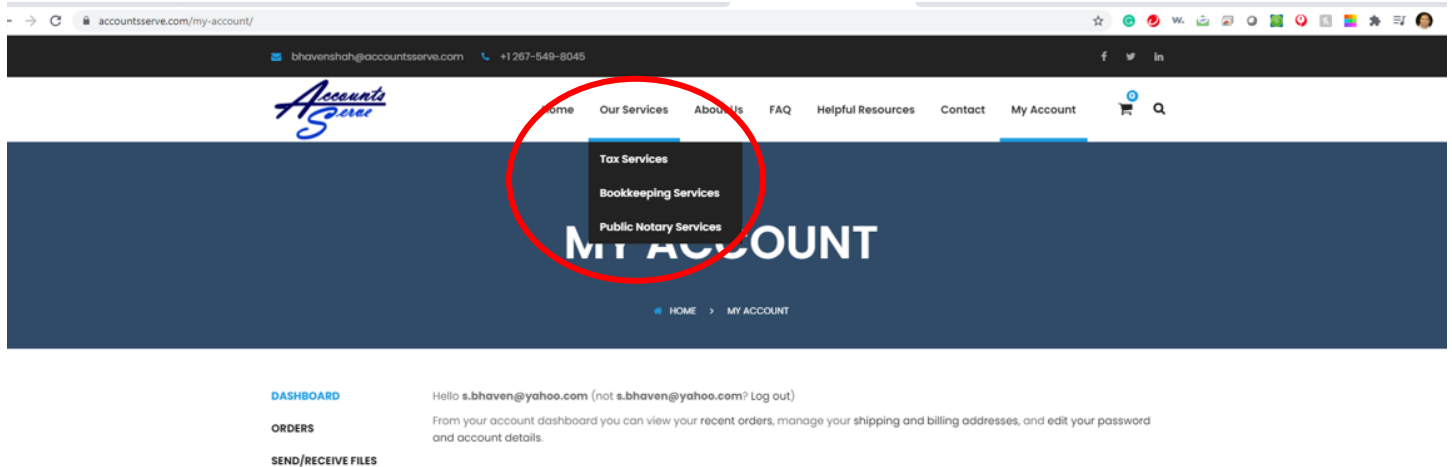 accountsserve.com/my-account/
bhavenshah@accountsserve.com +1 267-549-8045
Accounts
Serve
Home Our Services About Us FAQ Helpful Resources Contact My Account 0
Tax Services
Bookkeeping Services
Public Notary Services
MY ACCOUNT
HOME > MY ACCOUNT
DASHBOARD
Hello s.bhaven@yahoo.com (not s.bhaven@yahoo.com? Log out)
From your account dashboard you can view your recent orders, manage your shipping and billing addresses, and edit your password
and account details.
ORDERS
SEND/RECEIVE FILES